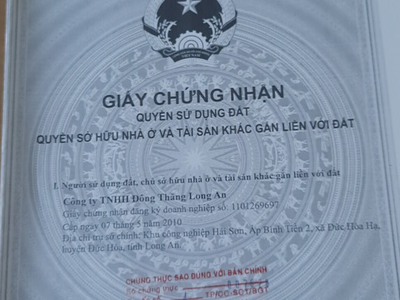 VIỆT NAM
GIẤY CHỨNG NHẬN
QUYỀN SỬ DỤNG ĐẤT
QUYỀN SỞ HỮU NHÀ Ở VÀ TÀI SẢN KHÁC GẮN LIỀN VỚI ĐẤT
I. Người sử dụng đất, chủ sở hữu nhà ở và tài sản khác gắn liền với đất
Công ty TNHH Đồng Thăng Long An
Giấy chứng nhận đăng ký doanh nghiệp số: 1101269697
Cấp ngày 07 tháng 5 năm 2010
Địa chỉ trụ sở chính: Khu công nghiệp Hải Sơn, Ấp Bình Tiền 2, xã Đức Hòa Hạ,
huyện Đức Hòa, tỉnh Long An.
CHỨNG THỰC SAO ĐÚNG VỚI BẢN CHÍNH